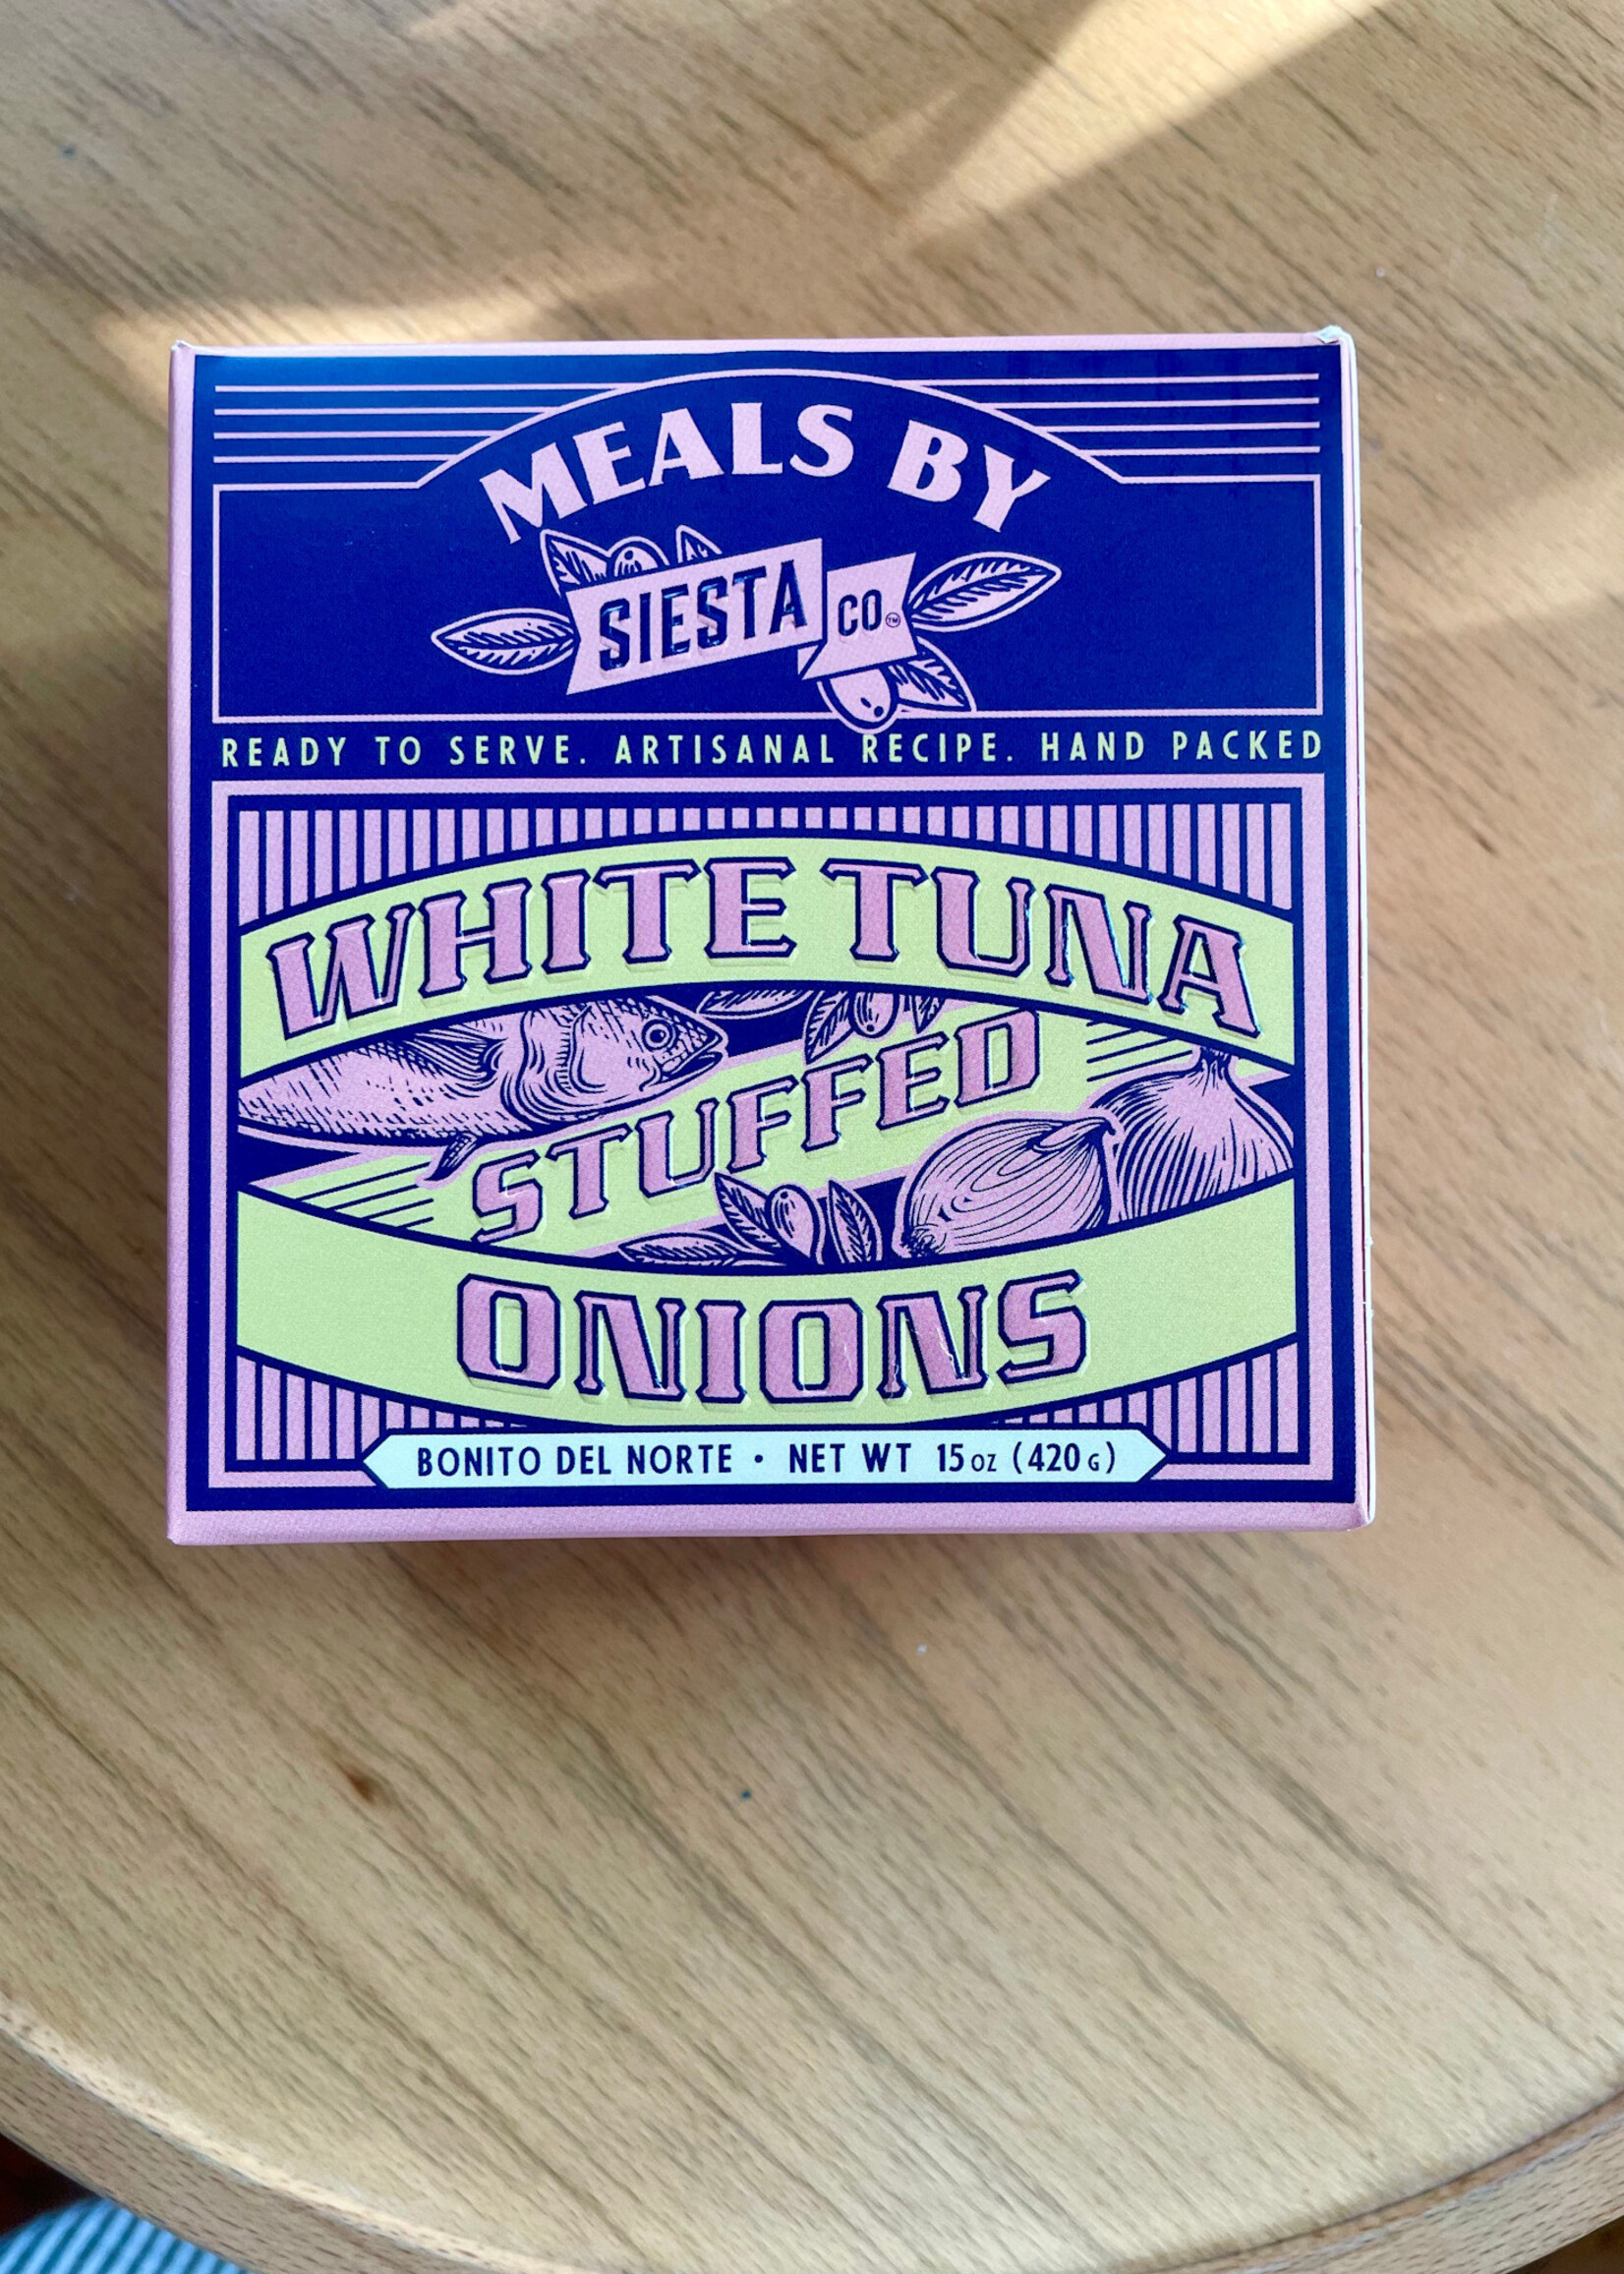 MEALS BY
SIESTA CO.™
READY TO SERVE. ARTISANAL RECIPE. HAND PACKED
WHITE TUNA
STUFFED
ONIONS
BONITO DEL NORTE • NET WT 15 OZ (420 G)